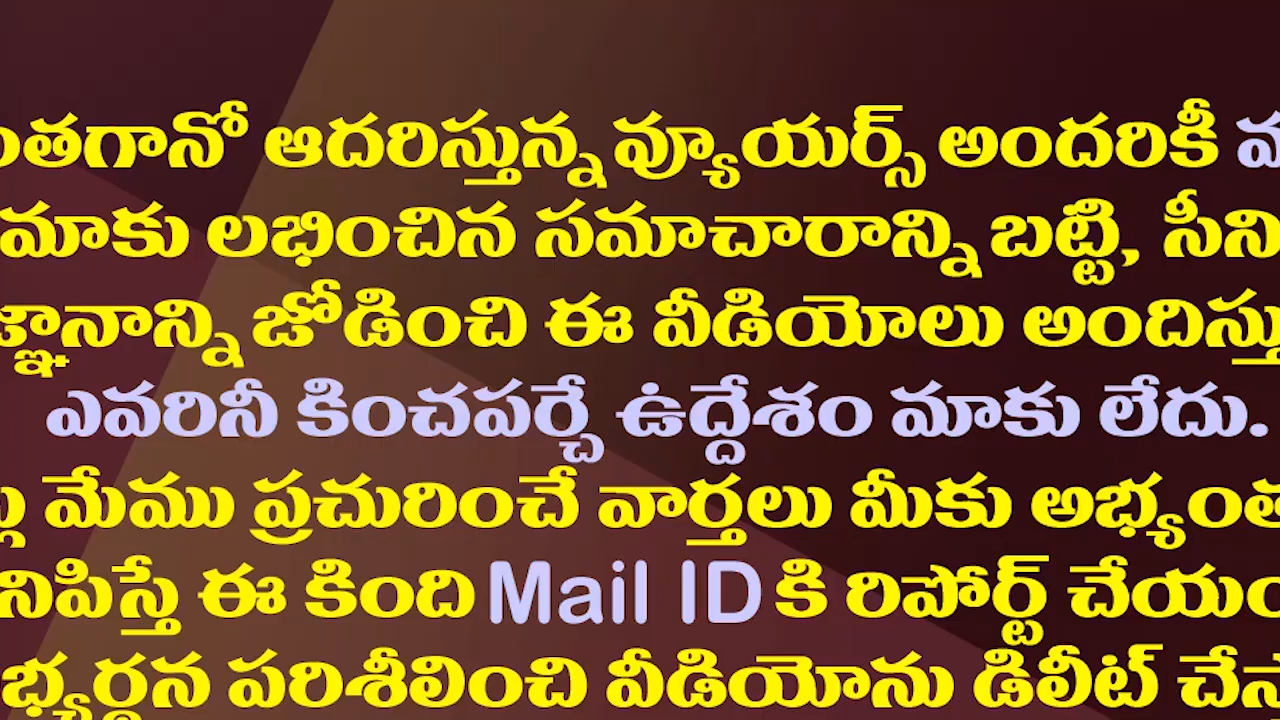 ంతగానో ఆదరిస్తున్న వ్యూయర్స్ అందరికీ
మాకు లభించిన సమాచారాన్ని బట్టి, సీని
జ్ఞానాన్ని జోడించి ఈ వీడియోలు అందిస్తు
ఎవరినీ కించపర్చే ఉద్దేశం మాకు లేదు.
మేము ప్రచురించే వార్తలు మీకు అభ్యంత
నిపిస్తే ఈ కింది Mail ID కి రిపోర్ట్ చేయం
భ్యర్థన పరిశీలించి వీడియోను డిలీట్ చేస